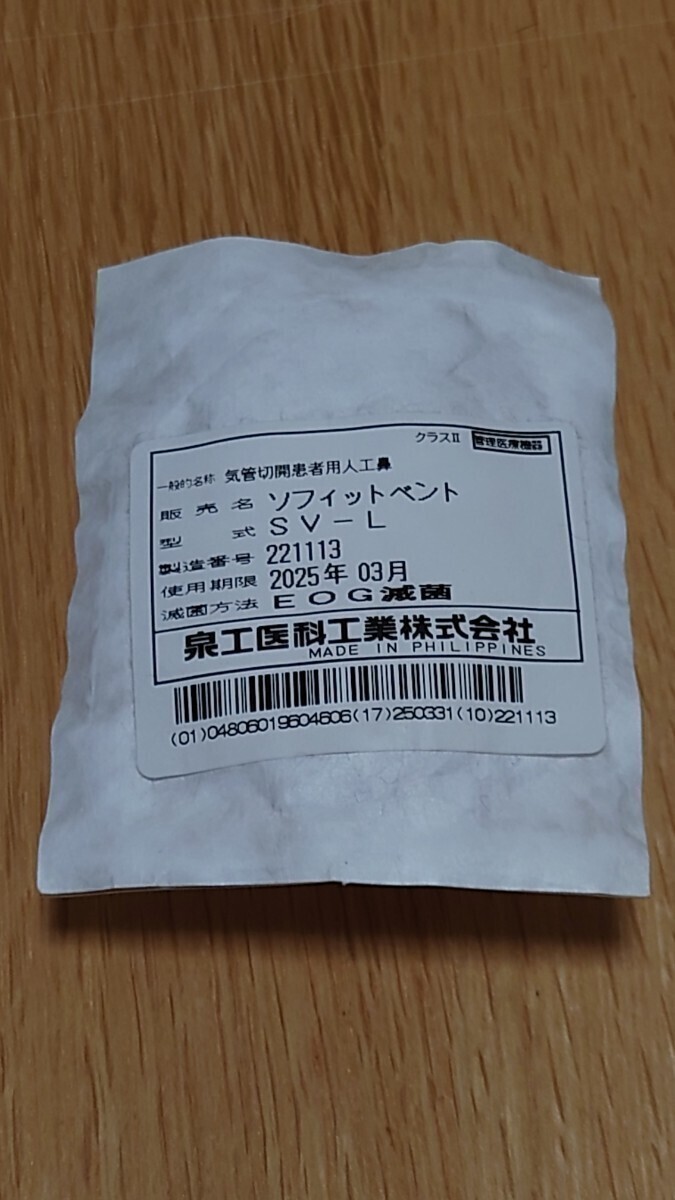 クラスⅡ 管理医療機器
一般的名称 気管切開患者用人工鼻
販売名 ソフィットベント
型式 SV-L
製造番号 221113
使用期限 2025年 03月
滅菌方法 EOG滅菌
泉工医科工業株式会社
MADE IN PHILIPPINES
(01)04806019604606(17)250331(10)221113